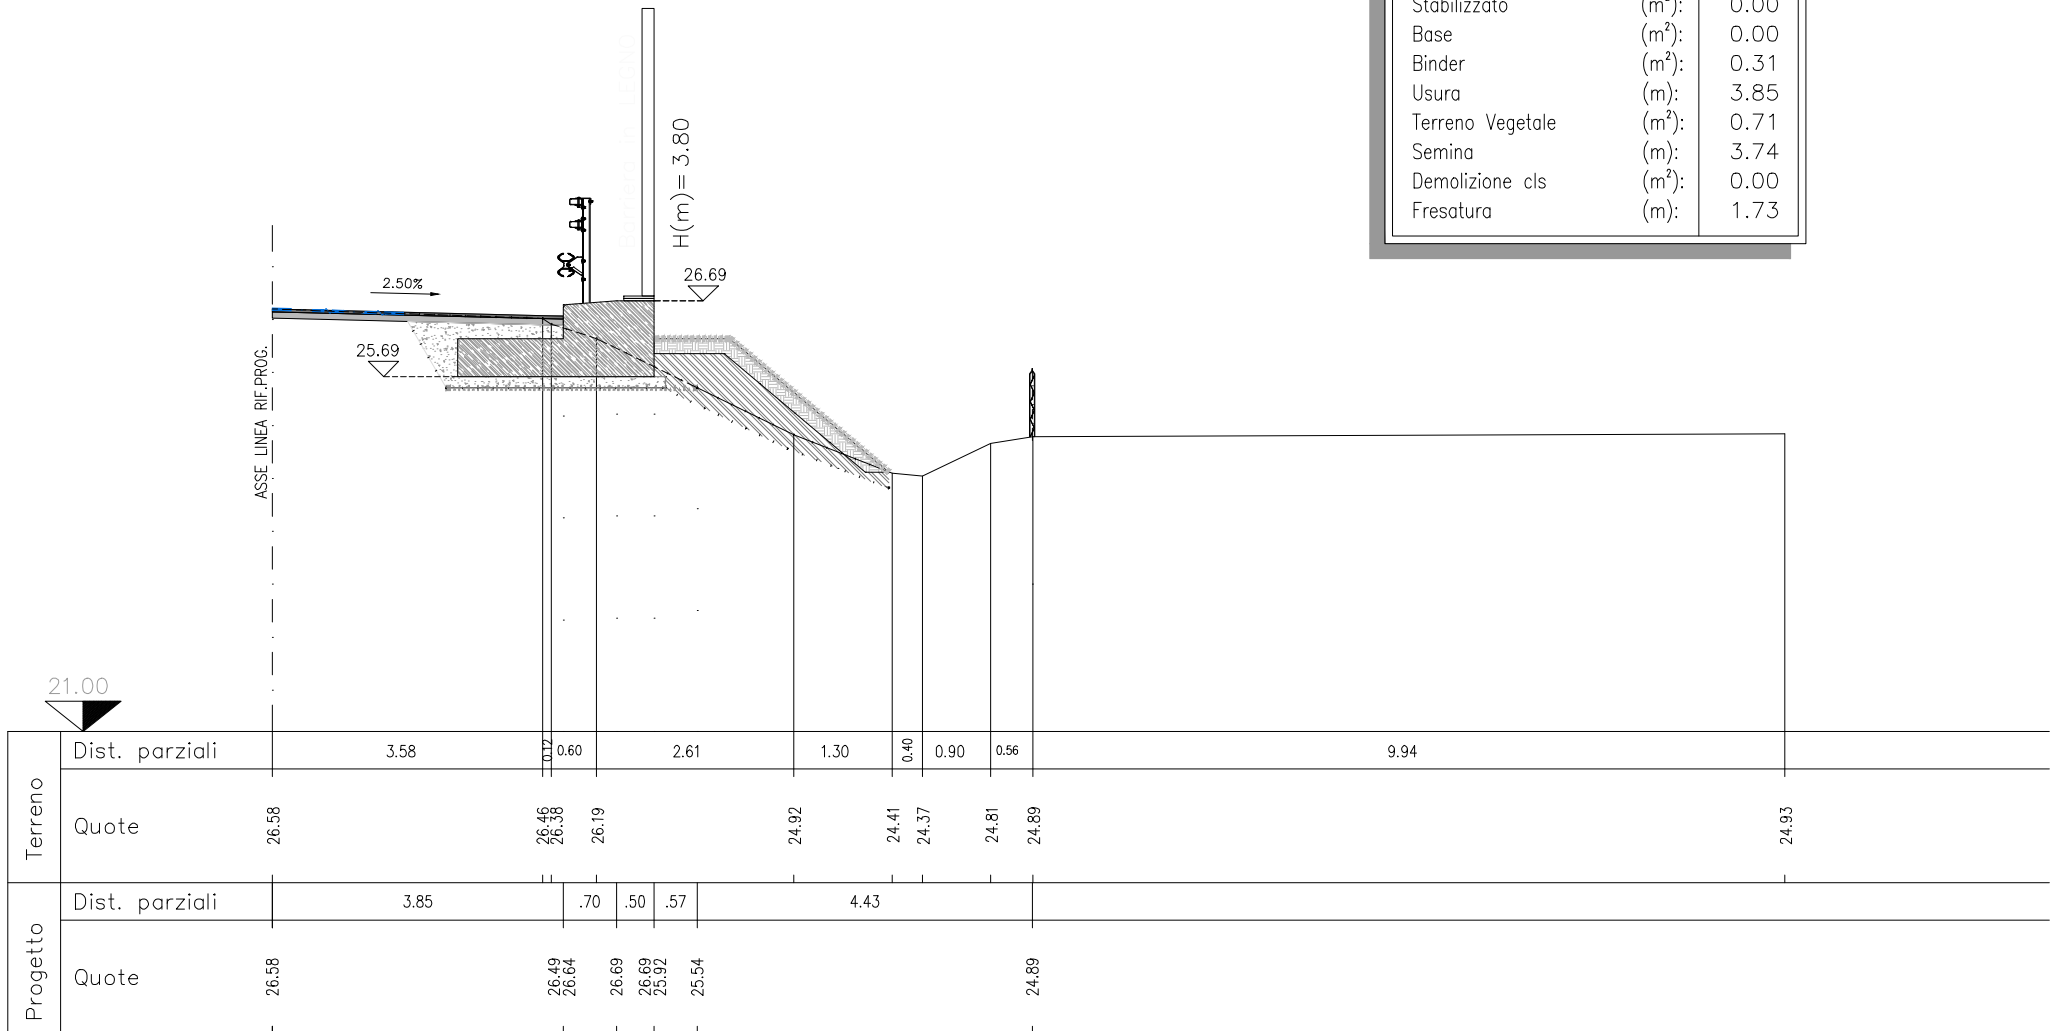 Stabilizzato (m²): 0.00
Base (m²): 0.00
Binder (m²): 0.31
Usura (m): 3.85
Terreno Vegetale (m²): 0.71
Semina (m): 3.74
Demolizione cls (m²): 0.00
Fresatura (m): 1.73
H(m)= 3.80
26.69
2.50%
25.69
ASSE LINEA RIF.PROG.
21.00
Terreno
Dist. parziali 3.58 0.12 0.60 2.61 1.30 0.40 0.90 0.56 9.94
Quote 26.58 26.46 26.38 26.19 24.92 24.41 24.37 24.81 24.89 24.93
Progetto
Dist. parziali 3.85 .70 .50 .57 4.43
Quote 26.58 26.49 26.64 26.69 26.69 25.92 25.54 24.89